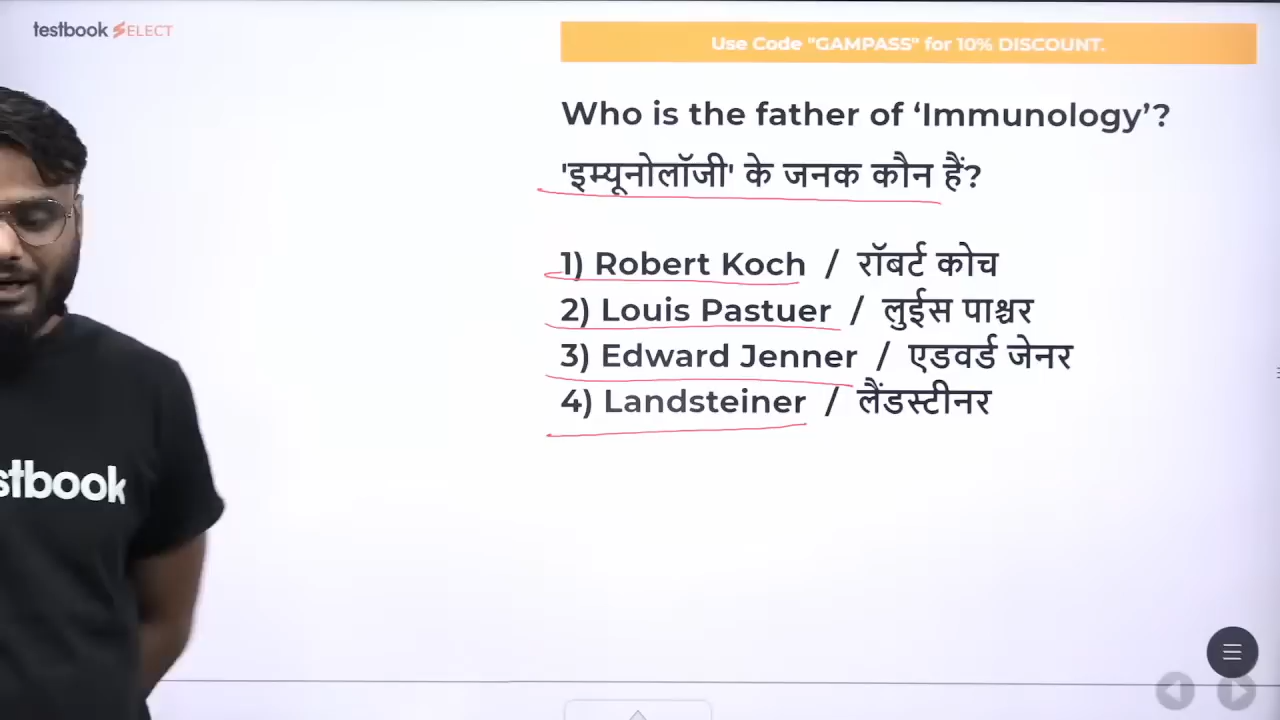 testbook SELECT
Use Code "GAMPASS" for 10% DISCOUNT.
Who is the father of ‘Immunology’?
'इम्यूनोलॉजी' के जनक कौन हैं?
1) Robert Koch / रॉबर्ट कोच
2) Louis Pastuer / लुईस पाश्चर
3) Edward Jenner / एडवर्ड जेनर
4) Landsteiner / लैंडस्टीनर
stbook